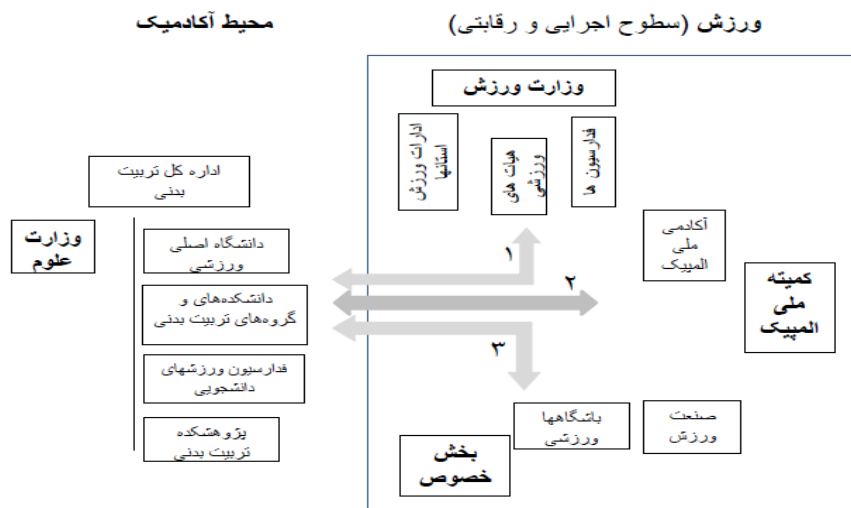 ورزش (سطوح اجرایی و رقابتی)
محیط آکادمیک
وزارت ورزش
فدارسیون ها
هیات های
ورزشی
ادارات ورزش
استانها
آکادمی
ملی
المپیک
کمیته
ملی
المپیک
۱
۲
۳
صنعت
ورزش
باشگاهها
ورزشی
بخش
خصوص
اداره کل تربیت
بدنی
وزارت
علوم
دانشگاه اصلی
ورزشی
دانشکده‌های و
گروه‌های تربیت بدنی
فدارسیون ورزشهای
دانشجویی
پژوهشکده
تربیت بدنی